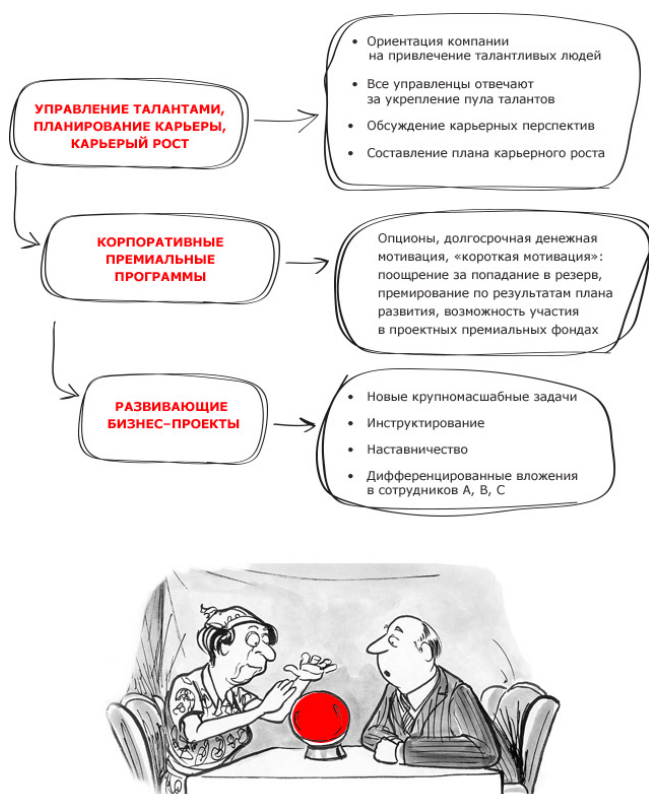 УПРАВЛЕНИЕ ТАЛАНТАМИ,
ПЛАНИРОВАНИЕ КАРЬЕРЫ,
КАРЬЕРЫЙ РОСТ
• Ориентация компании
на привлечение талантливых людей
• Все управленцы отвечают
за укрепление пула талантов
• Обсуждение карьерных перспектив
• Составление плана карьерного роста
КОРПОРАТИВНЫЕ
ПРЕМИАЛЬНЫЕ
ПРОГРАММЫ
Опционы, долгосрочная денежная
мотивация, «короткая мотивация»:
поощрение за попадание в резерв,
премирование по результатам плана
развития, возможность участия
в проектных премиальных фондах
РАЗВИВАЮЩИЕ
БИЗНЕС–ПРОЕКТЫ
• Новые крупномасшабные задачи
• Инструктирование
• Наставничество
• Дифференцированные вложения
в сотрудников А, В, С